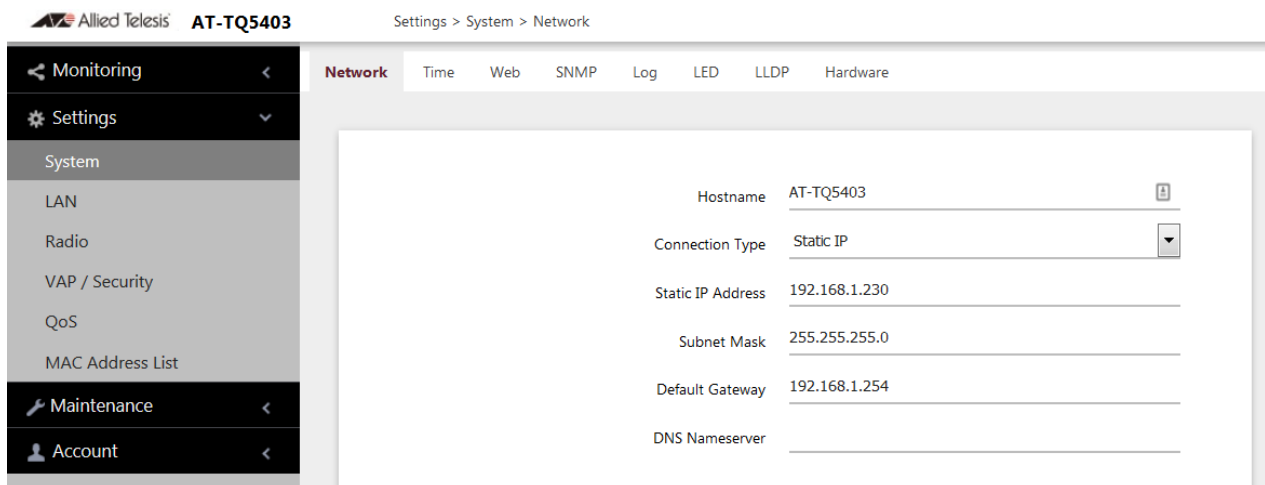 Allied Telesis AT-TQ5403 Settings > System > Network
Monitoring
Network Time Web SNMP Log LED LLDP Hardware
Settings
System
LAN
Radio
VAP / Security
QoS
MAC Address List
Maintenance
Account
Hostname AT-TQ5403
Connection Type Static IP
Static IP Address 192.168.1.230
Subnet Mask 255.255.255.0
Default Gateway 192.168.1.254
DNS Nameserver